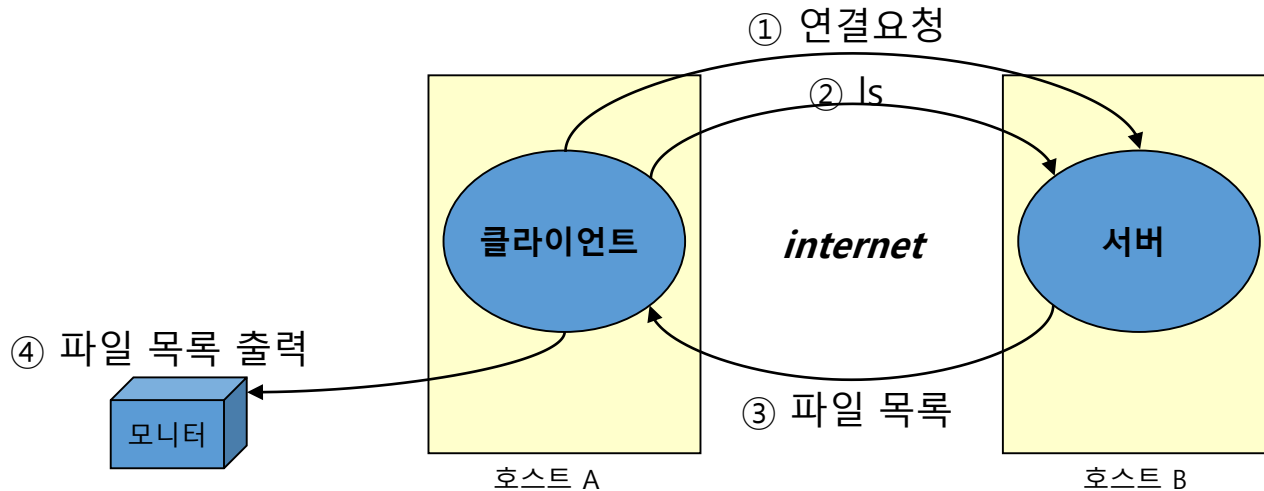 ① 연결요청
② ls
클라이언트
internet
서버
④ 파일 목록 출력
모니터
③ 파일 목록
호스트 A
호스트 B